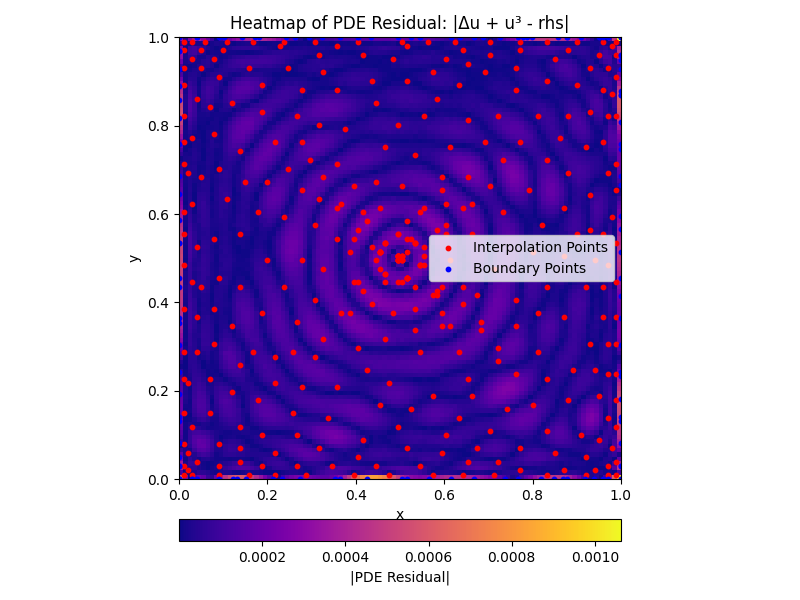 Heatmap of PDE Residual: |Δu + u³ - rhs|
1.0
0.8
0.6
0.4
0.2
0.0
y
Interpolation Points
Boundary Points
0.0 0.2 0.4 0.6 0.8 1.0
x
0.0002 0.0004 0.0006 0.0008 0.0010
|PDE Residual|